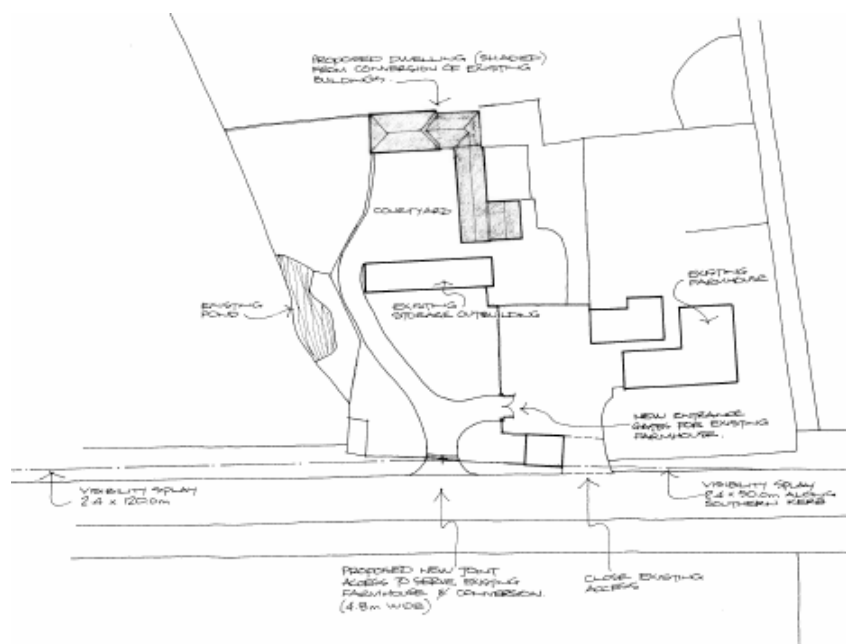 PROPOSED DWELLING (SHADED)
FROM CONVERSION OF EXISTING
BUILDINGS.
COURTYARD
EXISTING
FARMHOUSE
EXISTING
POND
EXISTING
STORAGE OUTBUILDING
NEW ENTRANCE
GATES FOR EXISTING
FARMHOUSE.
VISIBILITY SPLAY
2.4 x 120.0m
VISIBILITY SPLAY
2.4 x 90.0m ALONG
SOUTHERN KERB
PROPOSED NEW JOINT
ACCESS TO SERVE EXISTING
FARMHOUSE & CONVERSION.
(4.8m WIDE)
CLOSE EXISTING
ACCESS